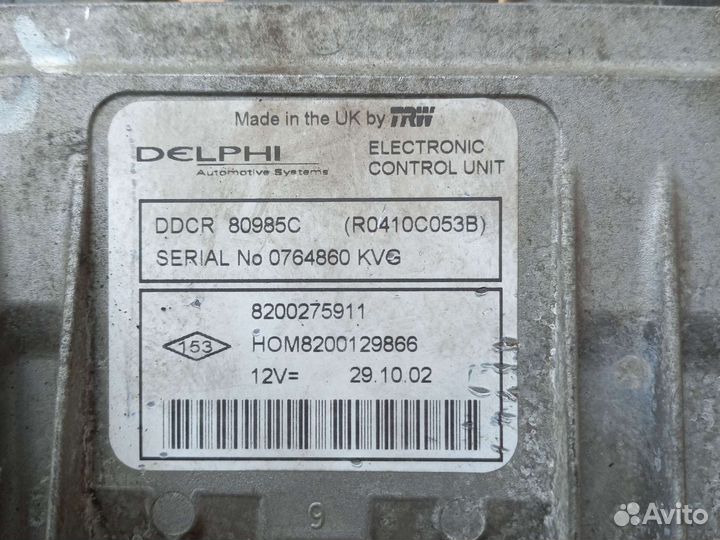 Made in the UK by TRW
DELPHI
Automotive Systems
ELECTRONIC
CONTROL UNIT
DDCR 80985C (R0410C053B)
SERIAL No 0764860 KVG
8200275911
153 HOM8200129866
12V= 29.10.02
9
Avito